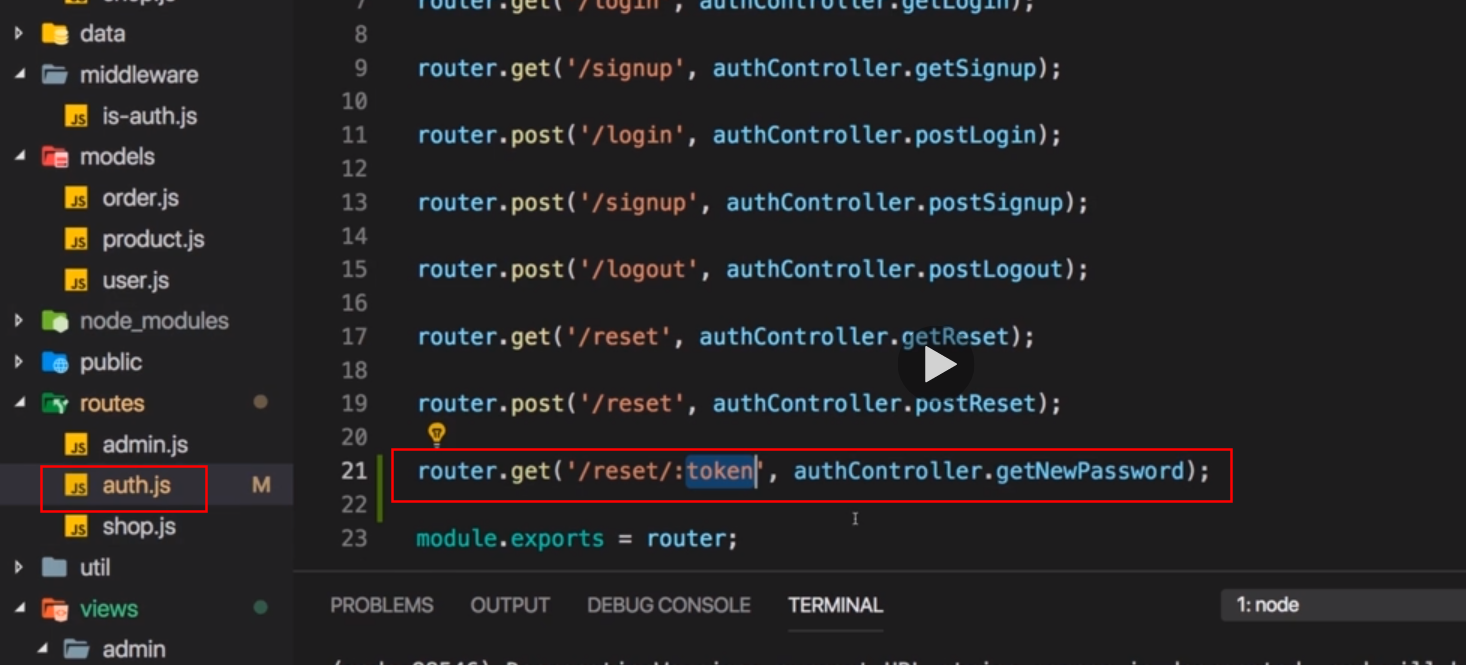 shop.js
data
middleware
is-auth.js
models
order.js
product.js
user.js
node_modules
public
routes
admin.js
auth.js M
shop.js
util
views
admin
7 router.get('/login', authController.getLogin);
8
9 router.get('/signup', authController.getSignup);
10
11 router.post('/login', authController.postLogin);
12
13 router.post('/signup', authController.postSignup);
14
15 router.post('/logout', authController.postLogout);
16
17 router.get('/reset', authController.getReset);
18
19 router.post('/reset', authController.postReset);
20
21 router.get('/reset/:token', authController.getNewPassword);
22
23 module.exports = router;
PROBLEMS OUTPUT DEBUG CONSOLE TERMINAL 1: node